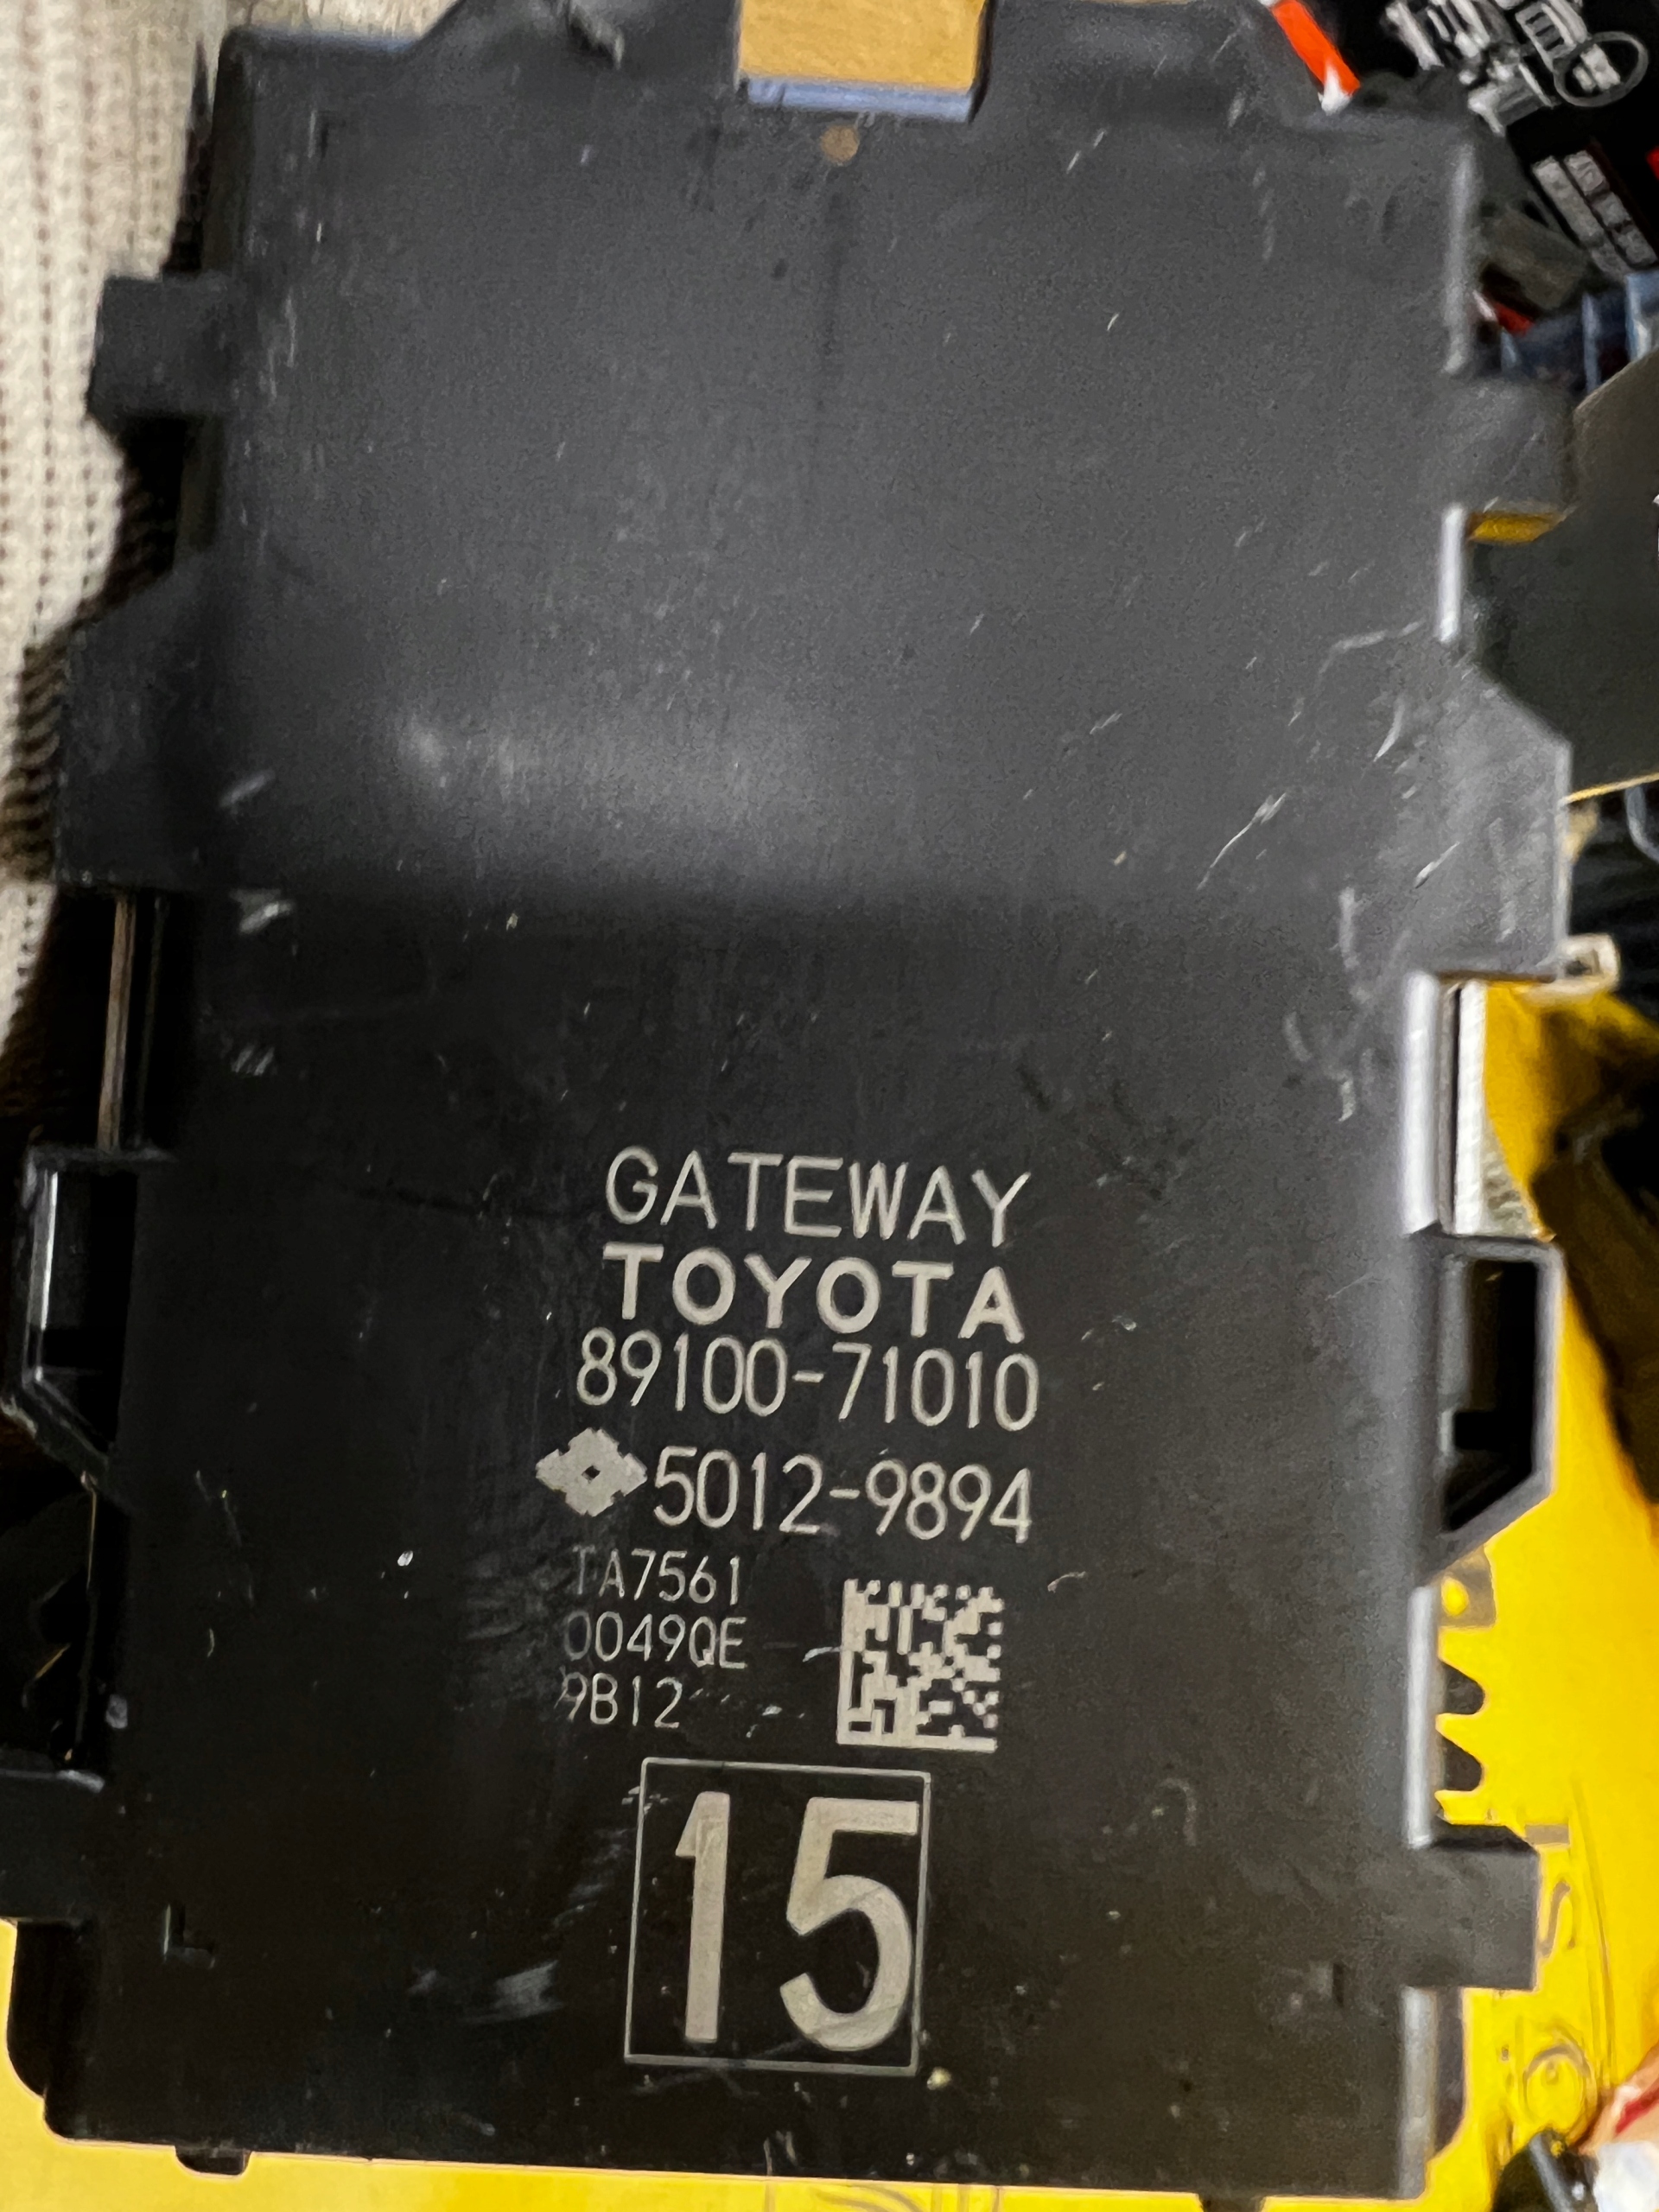 GATEWAY
TOYOTA
89100-71010
5012-9894
TA7561
0049QE
9B12
15